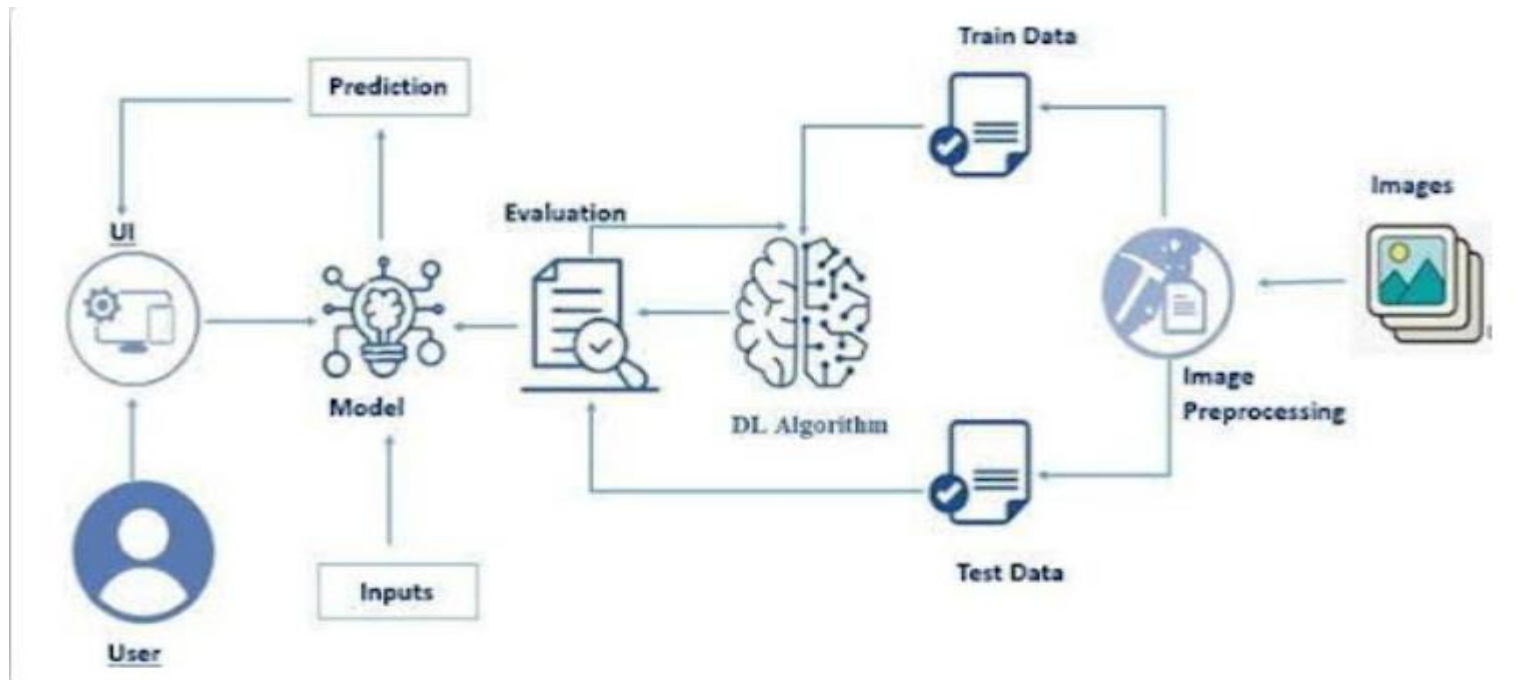 Train Data
Prediction
Images
Evaluation
UI
Image
Preprocessing
Model
DL Algorithm
Test Data
Inputs
User